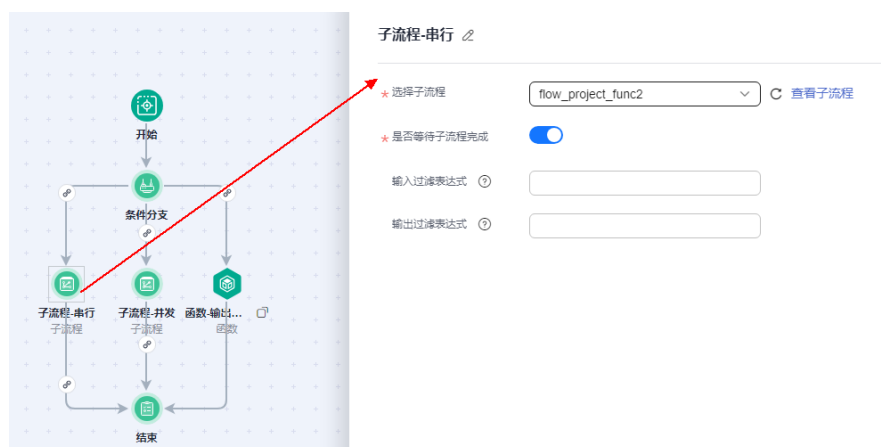 子流程-串行
选择子流程
flow_project_func2
查看子流程
是否等待子流程完成
输入过滤表达式
输出过滤表达式
开始
条件分支
子流程-串行
子流程
子流程-并发
子流程
函数-输出...
函数
结束